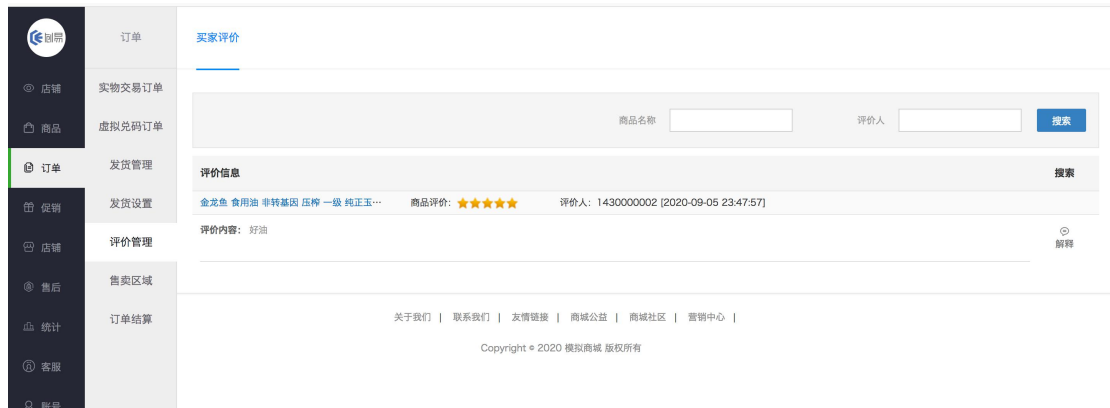 创易
店铺
商品
订单
促销
店铺
售后
统计
客服
账号
订单
实物交易订单
虚拟兑码订单
发货管理
发货设置
评价管理
售卖区域
订单结算
买家评价
商品名称 评价人 搜索
评价信息 搜索
金龙鱼 食用油 非转基因 压榨 一级 纯正玉… 商品评价： 评价人：1430000002 [2020-09-05 23:47:57]
评价内容： 好油
解释
关于我们 | 联系我们 | 友情链接 | 商城公益 | 商城社区 | 营销中心 |
Copyright © 2020 模拟商城 版权所有